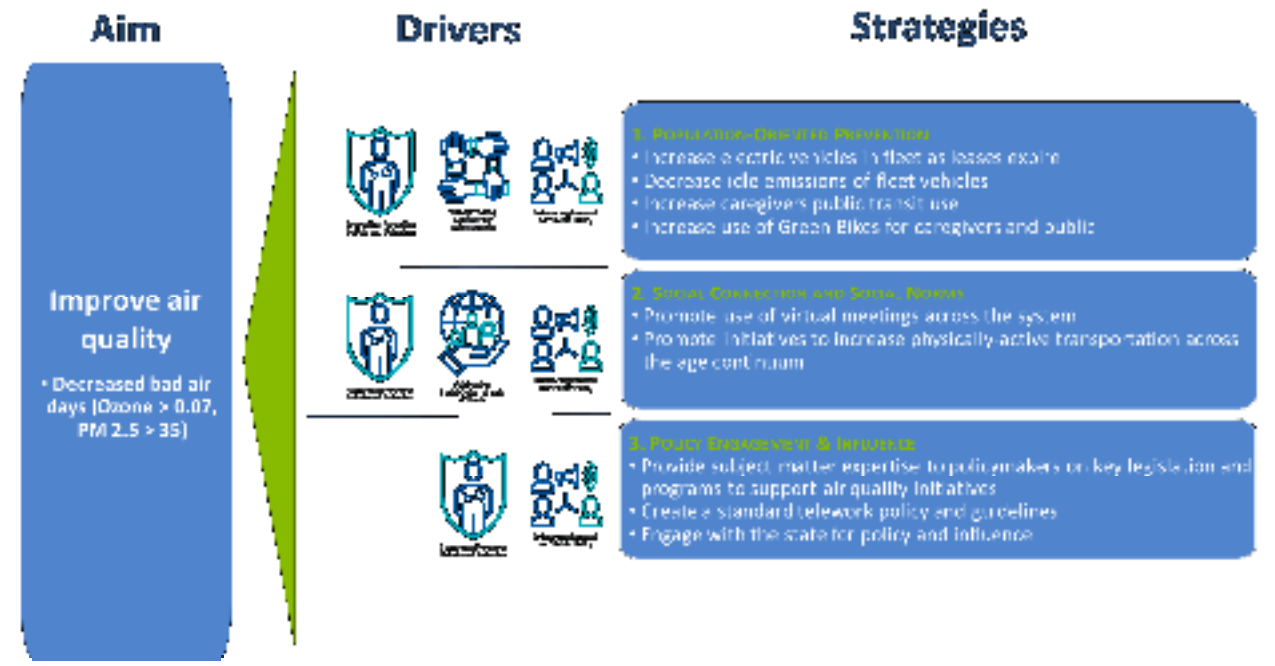 Aim
Drivers
Strategies
Improve air
quality
• Decreased bad air
days (Ozone > 0.07,
PM 2.5 > 35)
1. Population-Oriented Prevention
• Increase electric vehicles in fleet as leases expire
• Decrease idle emissions of fleet vehicles
• Increase caregivers public transit use
• Increase use of Green Bikes for caregivers and public
2. Social Connection and Social Norms
• Promote use of virtual meetings across the system
• Promote initiatives to increase physically-active transportation across
the age continuum
3. Policy Engagement & Influence
• Provide subject matter expertise to policymakers on key legislation and
programs to support air quality initiatives
• Create a standard telework policy and guidelines
• Engage with the state for policy and influence